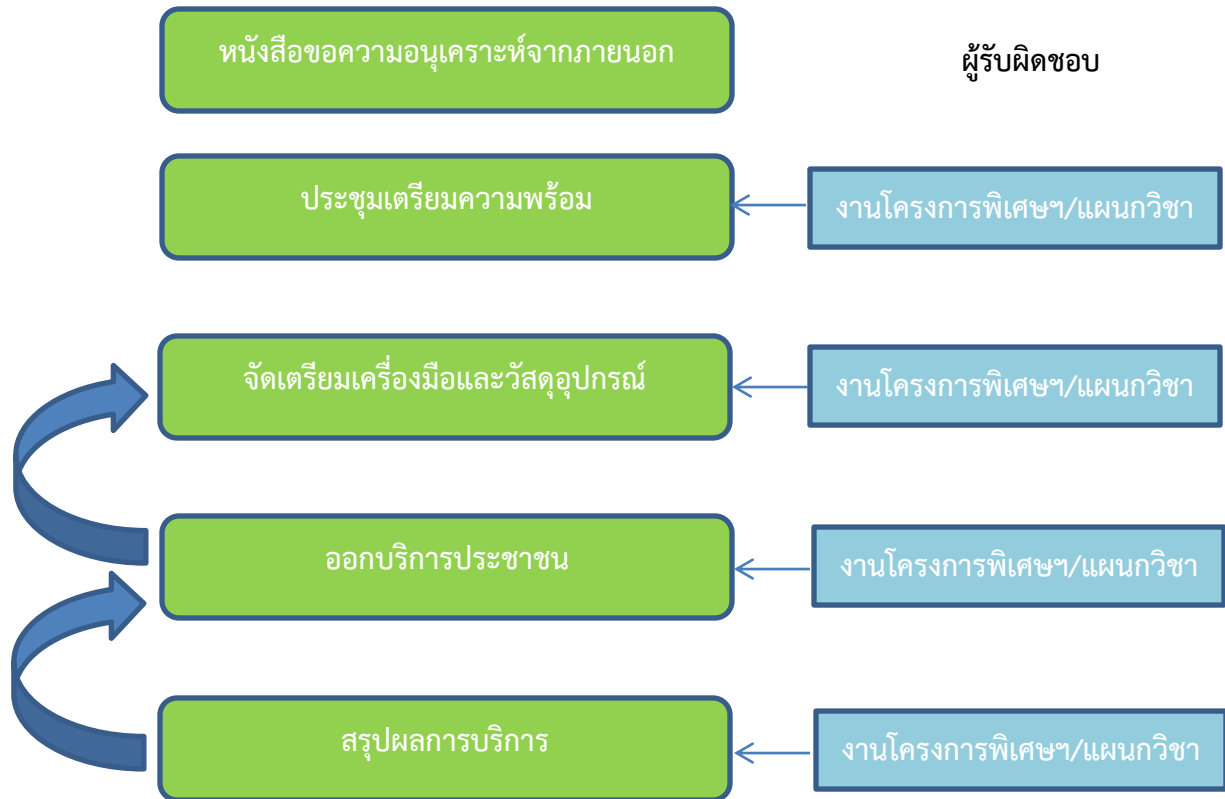 หนังสือขอความอนุเคราะห์จากภายนอก
ผู้รับผิดชอบ
ประชุมเตรียมความพร้อม
งานโครงการพิเศษฯ/แผนกวิชา
จัดเตรียมเครื่องมือและวัสดุอุปกรณ์
งานโครงการพิเศษฯ/แผนกวิชา
ออกบริการประชาชน
งานโครงการพิเศษฯ/แผนกวิชา
สรุปผลการบริการ
งานโครงการพิเศษฯ/แผนกวิชา